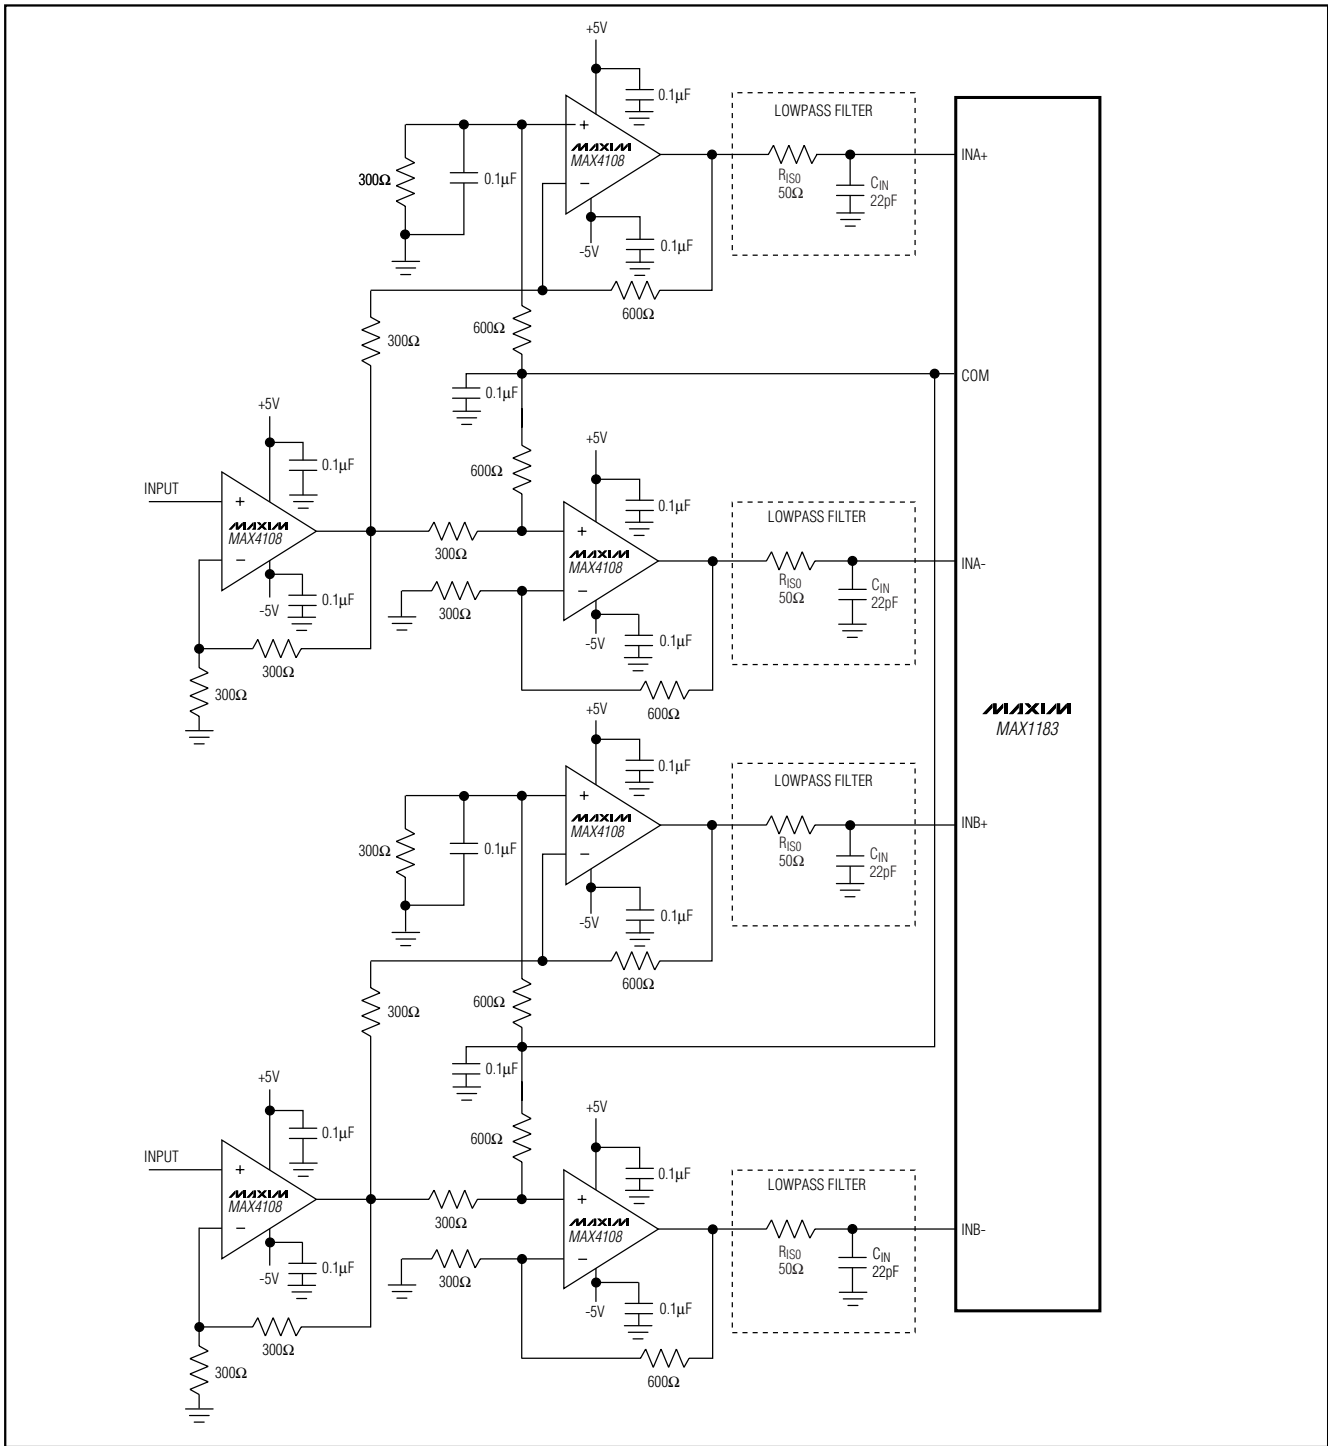 +5V
0.1µF
LOWPASS FILTER
+
MAXIM
MAX4108
INA+
300Ω
0.1µF
RISO
50Ω
CIN
22pF
−
0.1µF
-5V
600Ω
300Ω
600Ω
COM
0.1µF
+5V
+5V
0.1µF
600Ω
INPUT
0.1µF
LOWPASS FILTER
+
MAXIM
MAX4108
+
MAXIM
MAX4108
INA-
300Ω
−
RISO
50Ω
CIN
22pF
-5V
0.1µF
300Ω
−
-5V
0.1µF
300Ω
300Ω
600Ω
MAXIM
MAX1183
+5V
0.1µF
LOWPASS FILTER
+
MAXIM
MAX4108
INB+
300Ω
0.1µF
−
RISO
50Ω
CIN
22pF
0.1µF
-5V
600Ω
300Ω
600Ω
0.1µF
+5V
+5V
0.1µF
600Ω
INPUT
0.1µF
LOWPASS FILTER
+
MAXIM
MAX4108
+
MAXIM
MAX4108
INB-
300Ω
−
RISO
50Ω
CIN
22pF
-5V
0.1µF
300Ω
−
-5V
0.1µF
300Ω
300Ω
600Ω